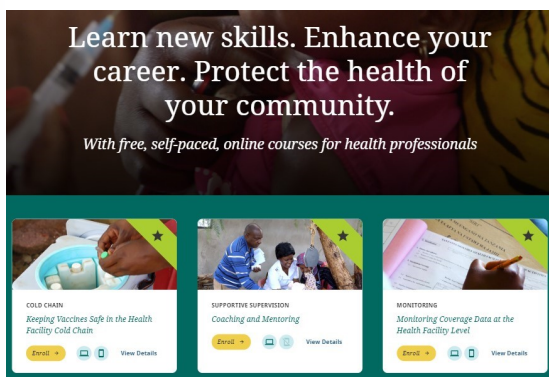 Learn new skills. Enhance your
career. Protect the health of
your community.
With free, self-paced, online courses for health professionals
COLD CHAIN
Keeping Vaccines Safe in the Health
Facility Cold Chain
Enroll → View Details
SUPPORTIVE SUPERVISION
Coaching and Mentoring
Enroll → View Details
MONITORING
Monitoring Coverage Data at the
Health Facility Level
Enroll → View Details